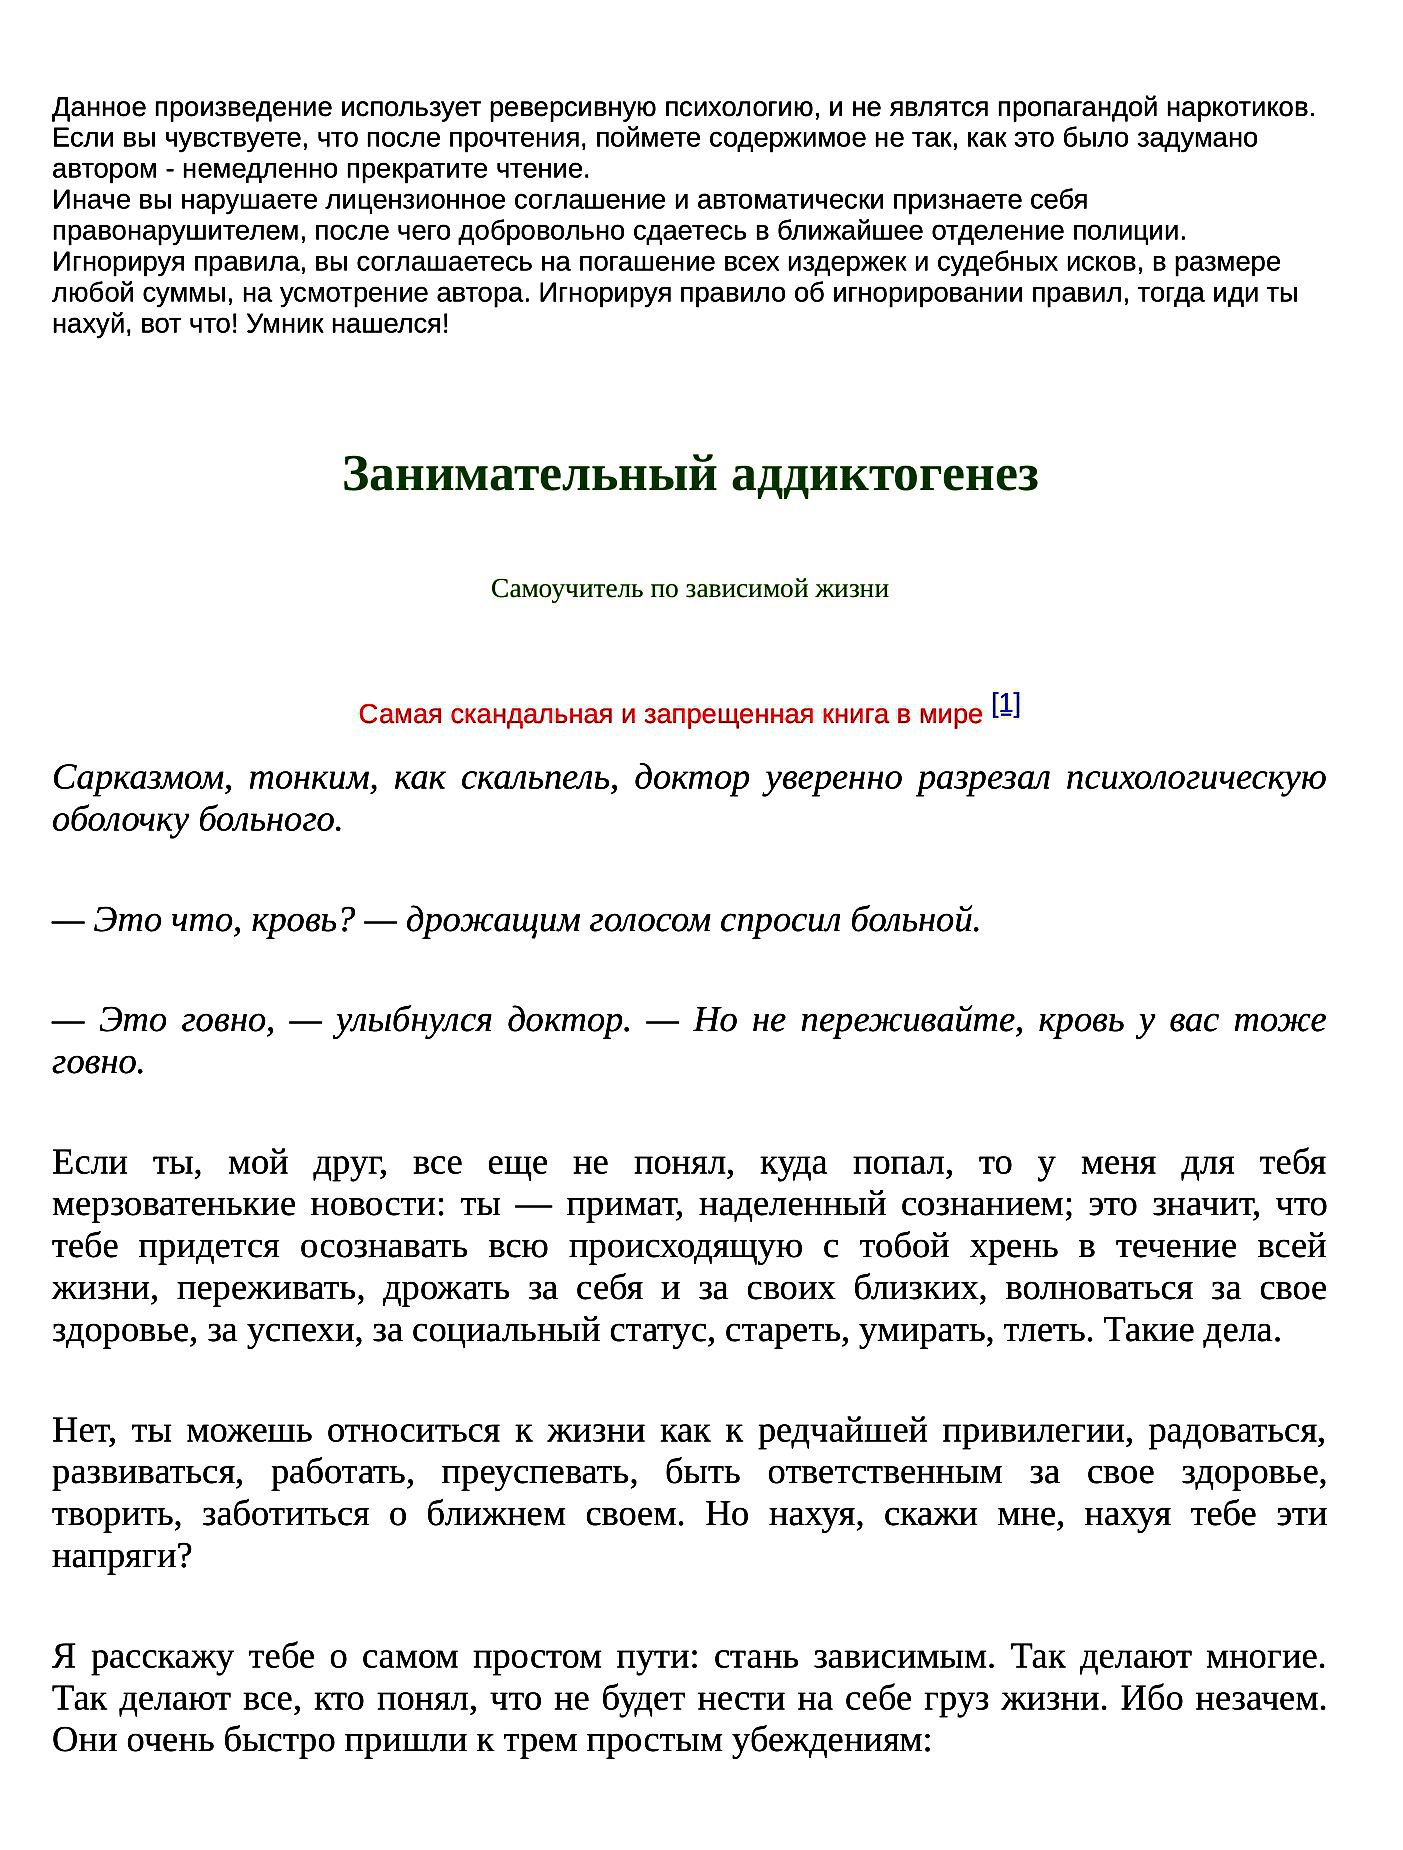 Данное произведение использует реверсивную психологию, и не являтся пропагандой наркотиков.
Если вы чувствуете, что после прочтения, поймете содержимое не так, как это было задумано
автором - немедленно прекратите чтение.
Иначе вы нарушаете лицензионное соглашение и автоматически признаете себя
правонарушителем, после чего добровольно сдаетесь в ближайшее отделение полиции.
Игнорируя правила, вы соглашаетесь на погашение всех издержек и судебных исков, в размере
любой суммы, на усмотрение автора. Игнорируя правило об игнорировании правил, тогда иди ты
нахуй, вот что! Умник нашелся!
Занимательный аддиктогенез
Самоучитель по зависимой жизни
Самая скандальная и запрещенная книга в мире [1]
Сарказмом, тонким, как скальпель, доктор уверенно разрезал психологическую
оболочку больного.
— Это что, кровь? — дрожащим голосом спросил больной.
— Это говно, — улыбнулся доктор. — Но не переживайте, кровь у вас тоже
говно.
Если ты, мой друг, все еще не понял, куда попал, то у меня для тебя
мерзоватенькие новости: ты — примат, наделенный сознанием; это значит, что
тебе придется осознавать всю происходящую с тобой хрень в течение всей
жизни, переживать, дрожать за себя и за своих близких, волноваться за свое
здоровье, за успехи, за социальный статус, стареть, умирать, тлеть. Такие дела.
Нет, ты можешь относиться к жизни как к редчайшей привилегии, радоваться,
развиваться, работать, преуспевать, быть ответственным за свое здоровье,
творить, заботиться о ближнем своем. Но нахуя, скажи мне, нахуя тебе эти
напряги?
Я расскажу тебе о самом простом пути: стань зависимым. Так делают многие.
Так делают все, кто понял, что не будет нести на себе груз жизни. Ибо незачем.
Они очень быстро пришли к трем простым убеждениям: